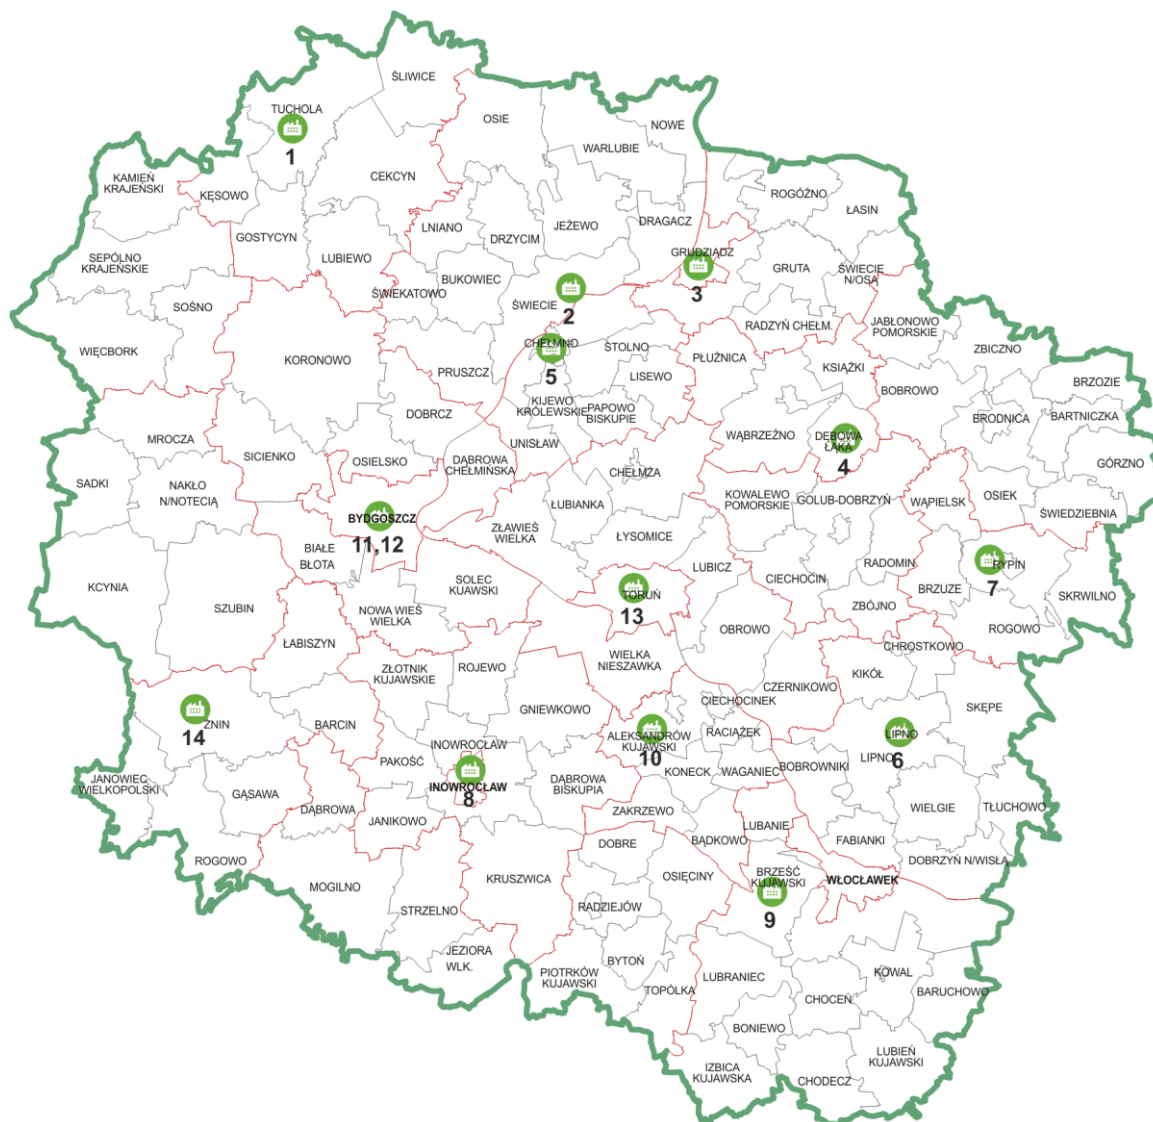 ŚLIWICE
TUCHOLA
1
OSIE
NOWE
WARLUBIE
KAMIEŃ
KRAJEŃSKI
KĘSOWO
CEKCYN
ROGÓŹNO
ŁASIN
GOSTYCYN
LNIANO
DRZYCIM
JEŻEWO
DRAGACZ
SEPÓLNO
KRAJEŃSKIE
LUBIEWO
BUKOWIEC
GRUDZIĄDZ
3
GRUTA
ŚWIECIE
N/OSĄ
SOŚNO
ŚWIEKATOWO
ŚWIECIE
2
RADZYŃ CHEŁM.
JABŁONOWO
POMORSKIE
WIĘCBORK
KORONOWO
CHEŁMNO
5
STOLNO
PŁUŻNICA
ZBICZNO
PRUSZCZ
LISEWO
KSIĄŻKI
BOBROWO
BRZOZIE
KIJEWO
KRÓLEWSKIE
PAPOWO
BISKUPIE
DOBRCZ
BRODNICA
BARTNICZKA
MROCZA
UNISŁAW
WĄBRZEŹNO
DĘBOWA
ŁĄKA
4
SICIENKO
OSIELSKO
DĄBROWA
CHEŁMIŃSKA
GÓRZNO
SADKI
NAKŁO
N/NOTECIĄ
CHEŁMŻA
KOWALEWO
POMORSKIE
GOLUB-DOBRZYŃ
WĄPIELSK
OSIEK
ŚWIEDZIEBNIA
ŁUBIANKA
BYDGOSZCZ
11,12
ZŁAWIEŚ
WIELKA
ŁYSOMICE
BIAŁE
BŁOTA
LUBICZ
RADOMIN
RYPIN
7
KCYNIA
SZUBIN
SOLEC
KUAWSKI
TORUŃ
13
CIECHOCIN
BRZUZE
SKRWILNO
NOWA WIEŚ
WIELKA
ZBÓJNO
ROGOWO
ŁABISZYN
OBROWO
CHROSTKOWO
ZŁOTNIK
KUJAWSKIE
ROJEWO
WIELKA
NIESZAWKA
KIKÓŁ
CZERNIKOWO
CIECHOCINEK
GNIEWKOWO
SKĘPE
ZNIN
14
BARCIN
ALEKSANDRÓW
KUJAWSKI
10
RACIĄŻEK
LIPNO
6
INOWROCŁAW
PAKOŚĆ
LIPNO
JANOWIEC
WIELKOPOLSKI
INOWROCŁAW
8
DĄBROWA
BISKUPIA
KONECK
WAGANIEC
BOBROWNIKI
GĄSAWA
DĄBROWA
JANIKOWO
ZAKRZEWO
WIELGIE
TŁUCHOWO
LUBANIE
BĄDKOWO
FABIANKI
DOBRE
ROGOWO
DOBRZYŃ N/WISŁĄ
MOGILNO
KRUSZWICA
OSIĘCINY
BRZEŚĆ
KUJAWSKI
9
WŁOCŁAWEK
STRZELNO
RADZIEJÓW
JEZIORA
WLK.
BYTOŃ
PIOTRKÓW
KUJAWSKI
LUBRANIEC
KOWAL
TOPÓLKA
CHOCEŃ
BARUCHOWO
BONIEWO
IZBICA
KUJAWSKA
LUBIEŃ
KUJAWSKI
CHODECZ